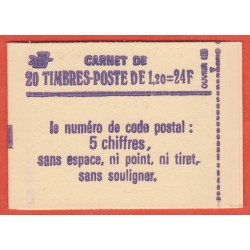 CARNET DE
20 TIMBRES-POSTE DE 1,20=24F
OUVRIR
le numéro de code postal :
5 chiffres,
sans espace, ni point, ni tiret,
sans souligner.